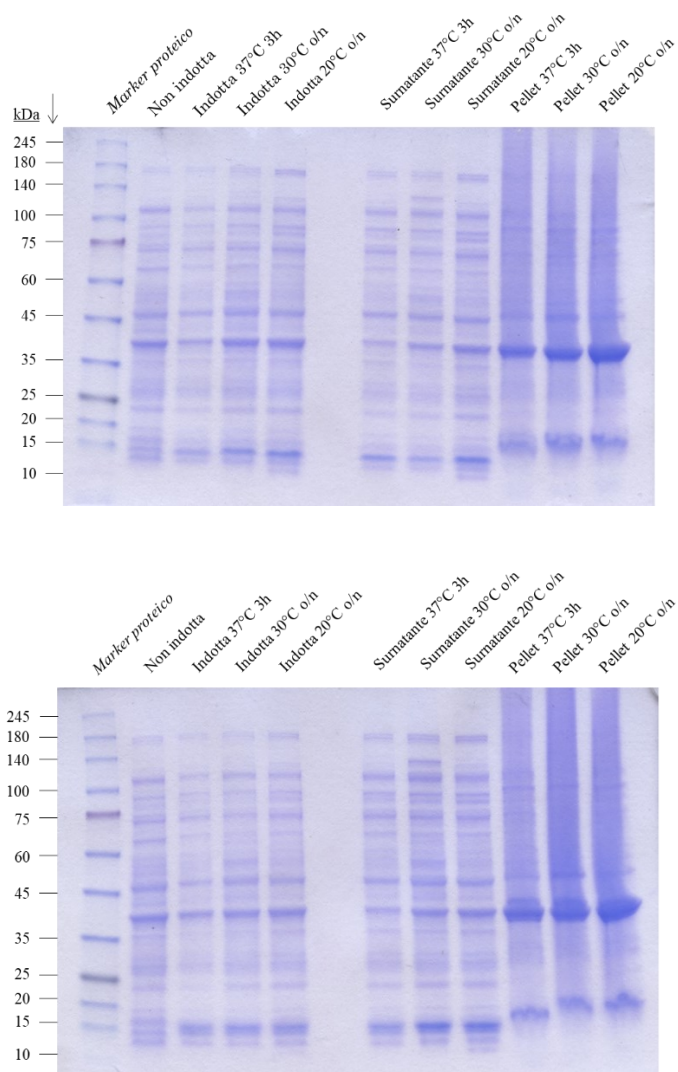 Marker proteico
Non indotta
Indotta 37°C 3h
Indotta 30°C o/n
Indotta 20°C o/n
Surnatante 37°C 3h
Surnatante 30°C o/n
Surnatante 20°C o/n
Pellet 37°C 3h
Pellet 30°C o/n
Pellet 20°C o/n
kDa
245
180
140
100
75
60
45
35
25
20
15
10
Marker proteico
Non indotta
Indotta 37°C 3h
Indotta 30°C o/n
Indotta 20°C o/n
Surnatante 37°C 3h
Surnatante 30°C o/n
Surnatante 20°C o/n
Pellet 37°C 3h
Pellet 30°C o/n
Pellet 20°C o/n
245
180
140
100
75
60
45
35
25
20
15
10